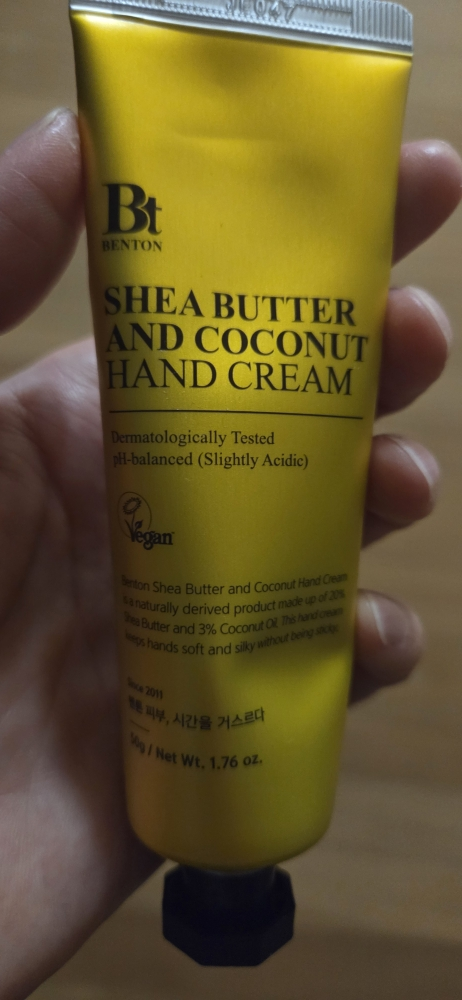 Bt
BENTON
SHEA BUTTER
AND COCONUT
HAND CREAM
Dermatologically Tested
pH-balanced (Slightly Acidic)
Vegan
Benton Shea Butter and Coconut Hand Cream
is a naturally derived product made up of 20%
Shea Butter and 3% Coconut Oil. This hand cream
keeps hands soft and silky without being sticky.
Since 2011
피부, 시간을 거스르다
50g / Net Wt. 1.76 oz.